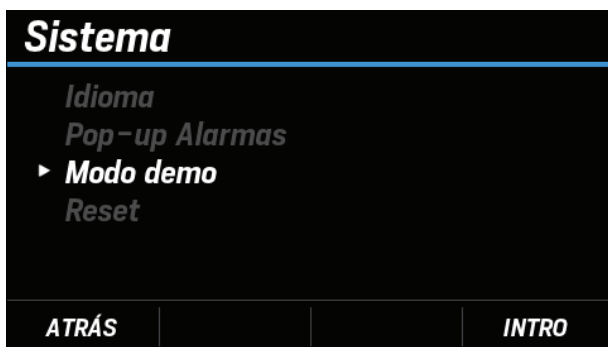 Sistema
Idioma
Pop-up Alarmas
Modo demo
Reset
ATRÁS INTRO